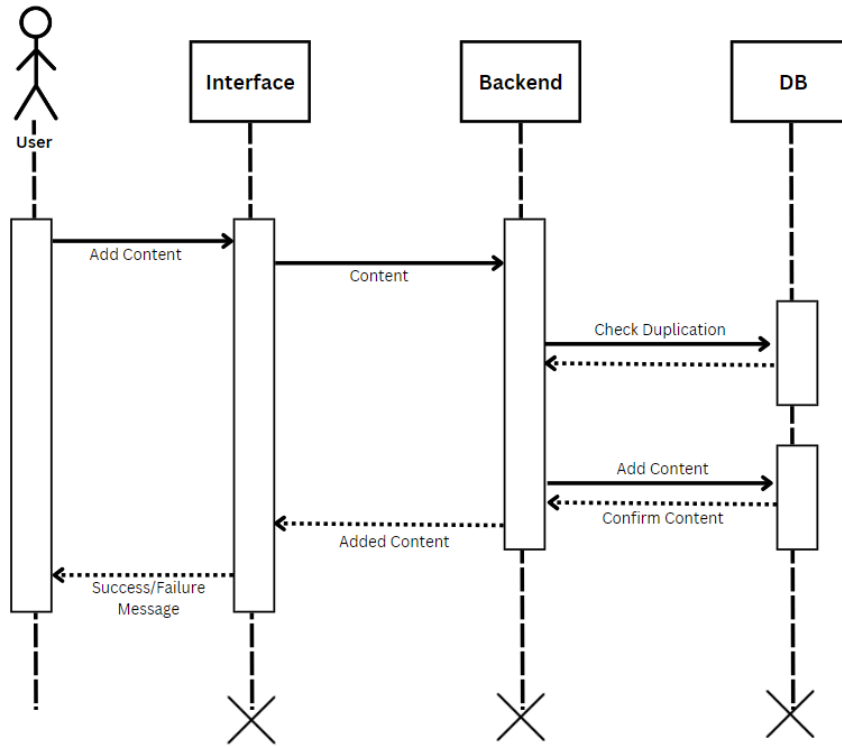 Interface
Backend
DB
User
Add Content
Content
Check Duplication
Add Content
Confirm Content
Added Content
Success/Failure
Message